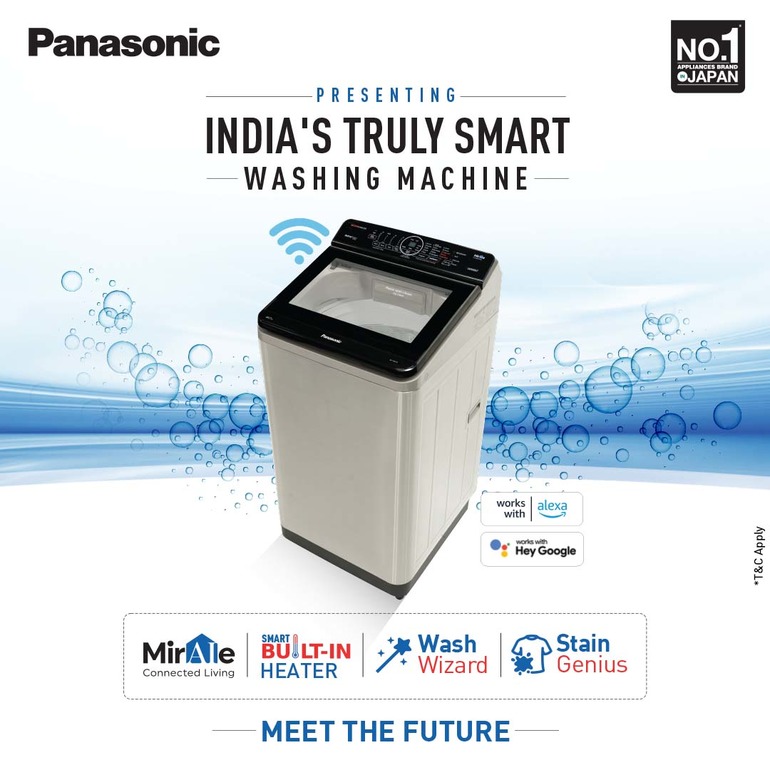 Panasonic
NO.1
APPLIANCES BRAND
IN JAPAN
PRESENTING
INDIA'S TRULY SMART
WASHING MACHINE
Panasonic
works with | alexa
works with
Hey Google
*T&C Apply
MirAIe
Connected Living
SMART
BUILT-IN
HEATER
Wash
Wizard
Stain
Genius
MEET THE FUTURE